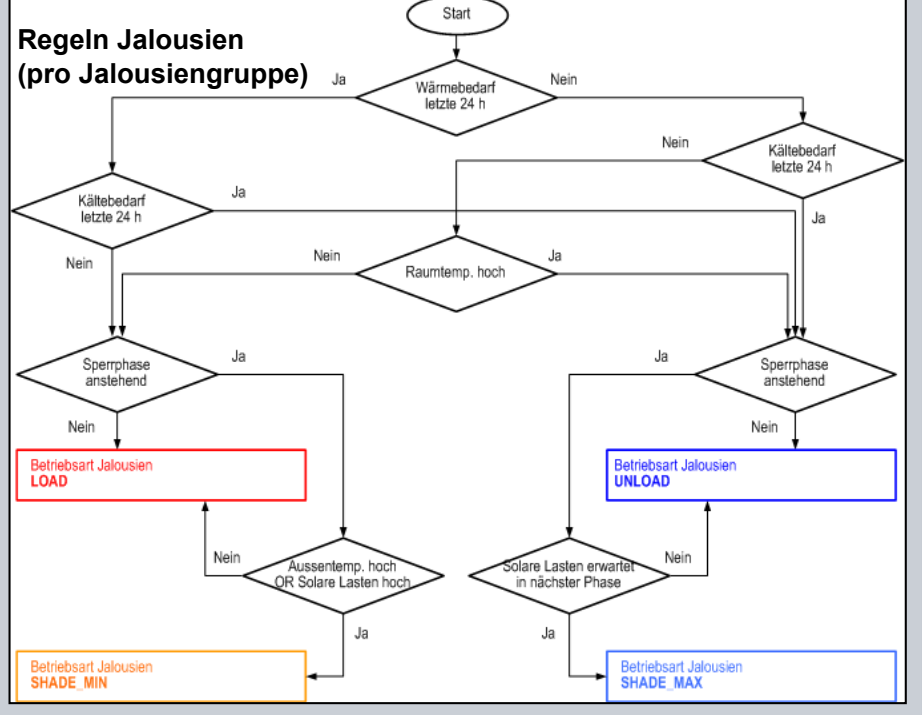 Start
Regeln Jalousien
(pro Jalousiengruppe)
Ja
Wärmebedarf
letzte 24 h
Nein
Nein
Kältebedarf
letzte 24 h
Kältebedarf
letzte 24 h
Ja
Ja
Nein
Nein
Raumtemp. hoch
Ja
Sperrphase
anstehend
Ja
Ja
Sperrphase
anstehend
Nein
Nein
Betriebsart Jalousien
LOAD
Betriebsart Jalousien
UNLOAD
Nein
Aussentemp. hoch
OR Solare Lasten hoch
Solare Lasten erwartet
in nächster Phase
Nein
Ja
Ja
Betriebsart Jalousien
SHADE_MIN
Betriebsart Jalousien
SHADE_MAX